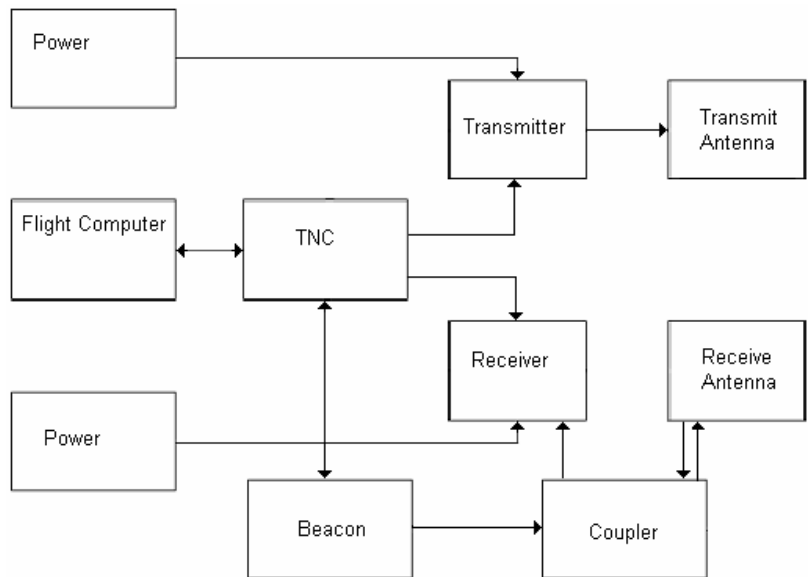 Power
Transmitter
Transmit
Antenna
Flight Computer
TNC
Receiver
Receive
Antenna
Power
Beacon
Coupler